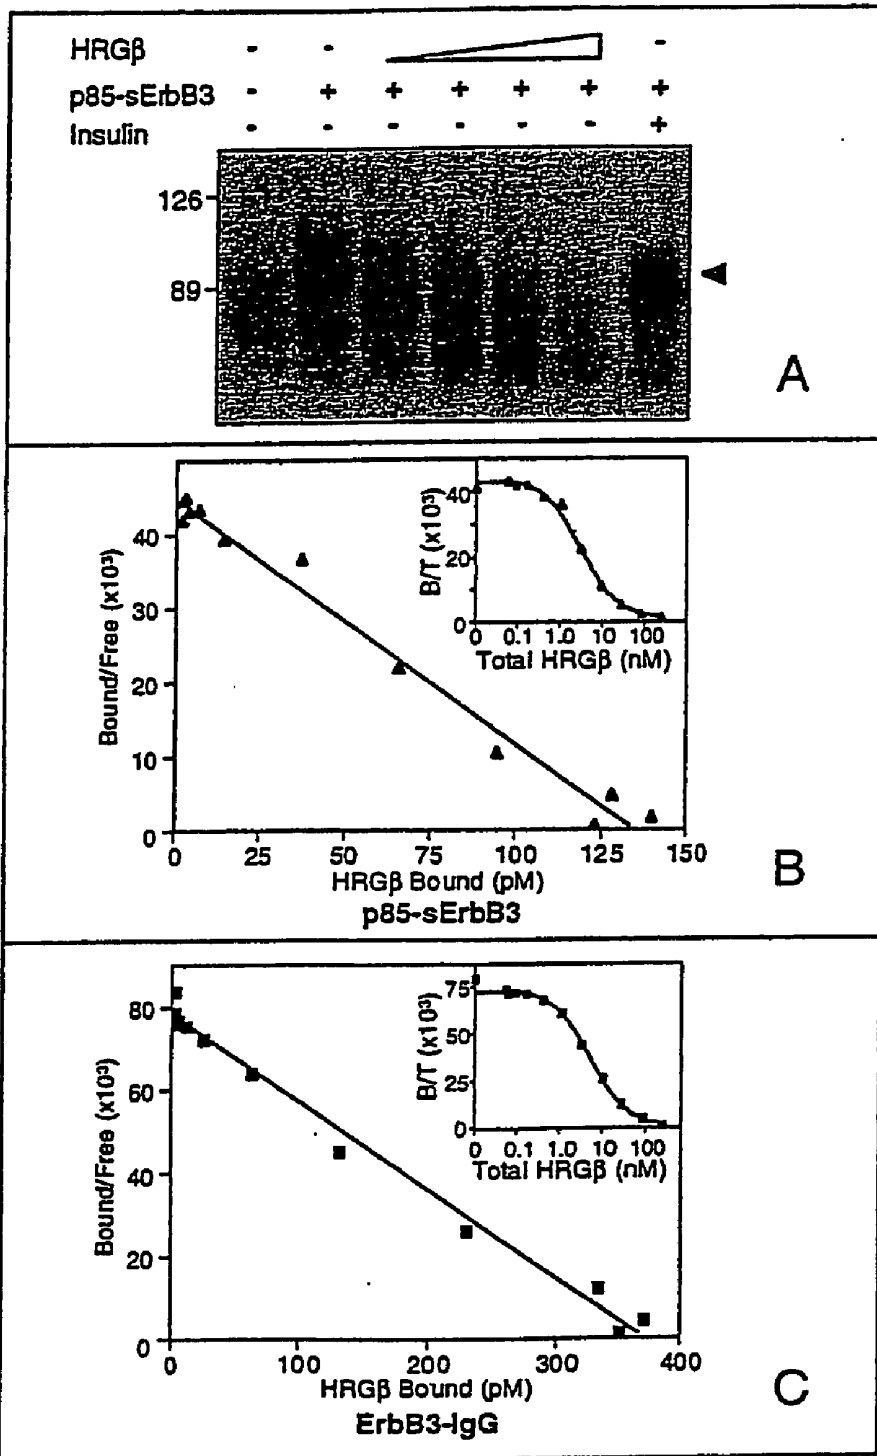 HRGβ - - -
p85-sErbB3 - + + + + + +
Insulin - - - - - - +
126
89
A
Bound/Free (x10³)
40
30
20
10
0
0 25 50 75 100 125 150
HRGβ Bound (pM)
p85-sErbB3
B/T (x10³)
40
20
0
0 0.1 1.0 10 100
Total HRGβ (nM)
B
Bound/Free (x10³)
80
60
40
20
0
0 100 200 300 400
HRGβ Bound (pM)
ErbB3-IgG
B/T (x10³)
75
50
25
0
0 0.1 1.0 10 100
Total HRGβ (nM)
C